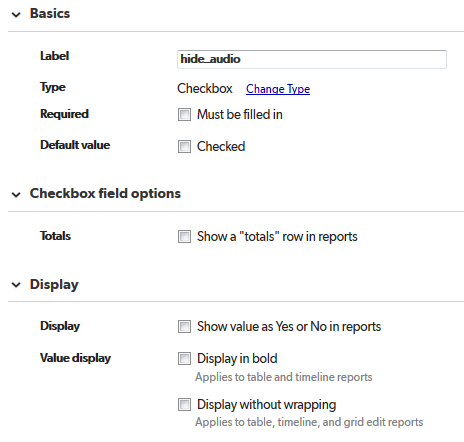 Basics
Label hide_audio
Type Checkbox Change Type
Required Must be filled in
Default value Checked
Checkbox field options
Totals Show a "totals" row in reports
Display
Display Show value as Yes or No in reports
Value display Display in bold
Applies to table and timeline reports
Display without wrapping
Applies to table, timeline, and grid edit reports